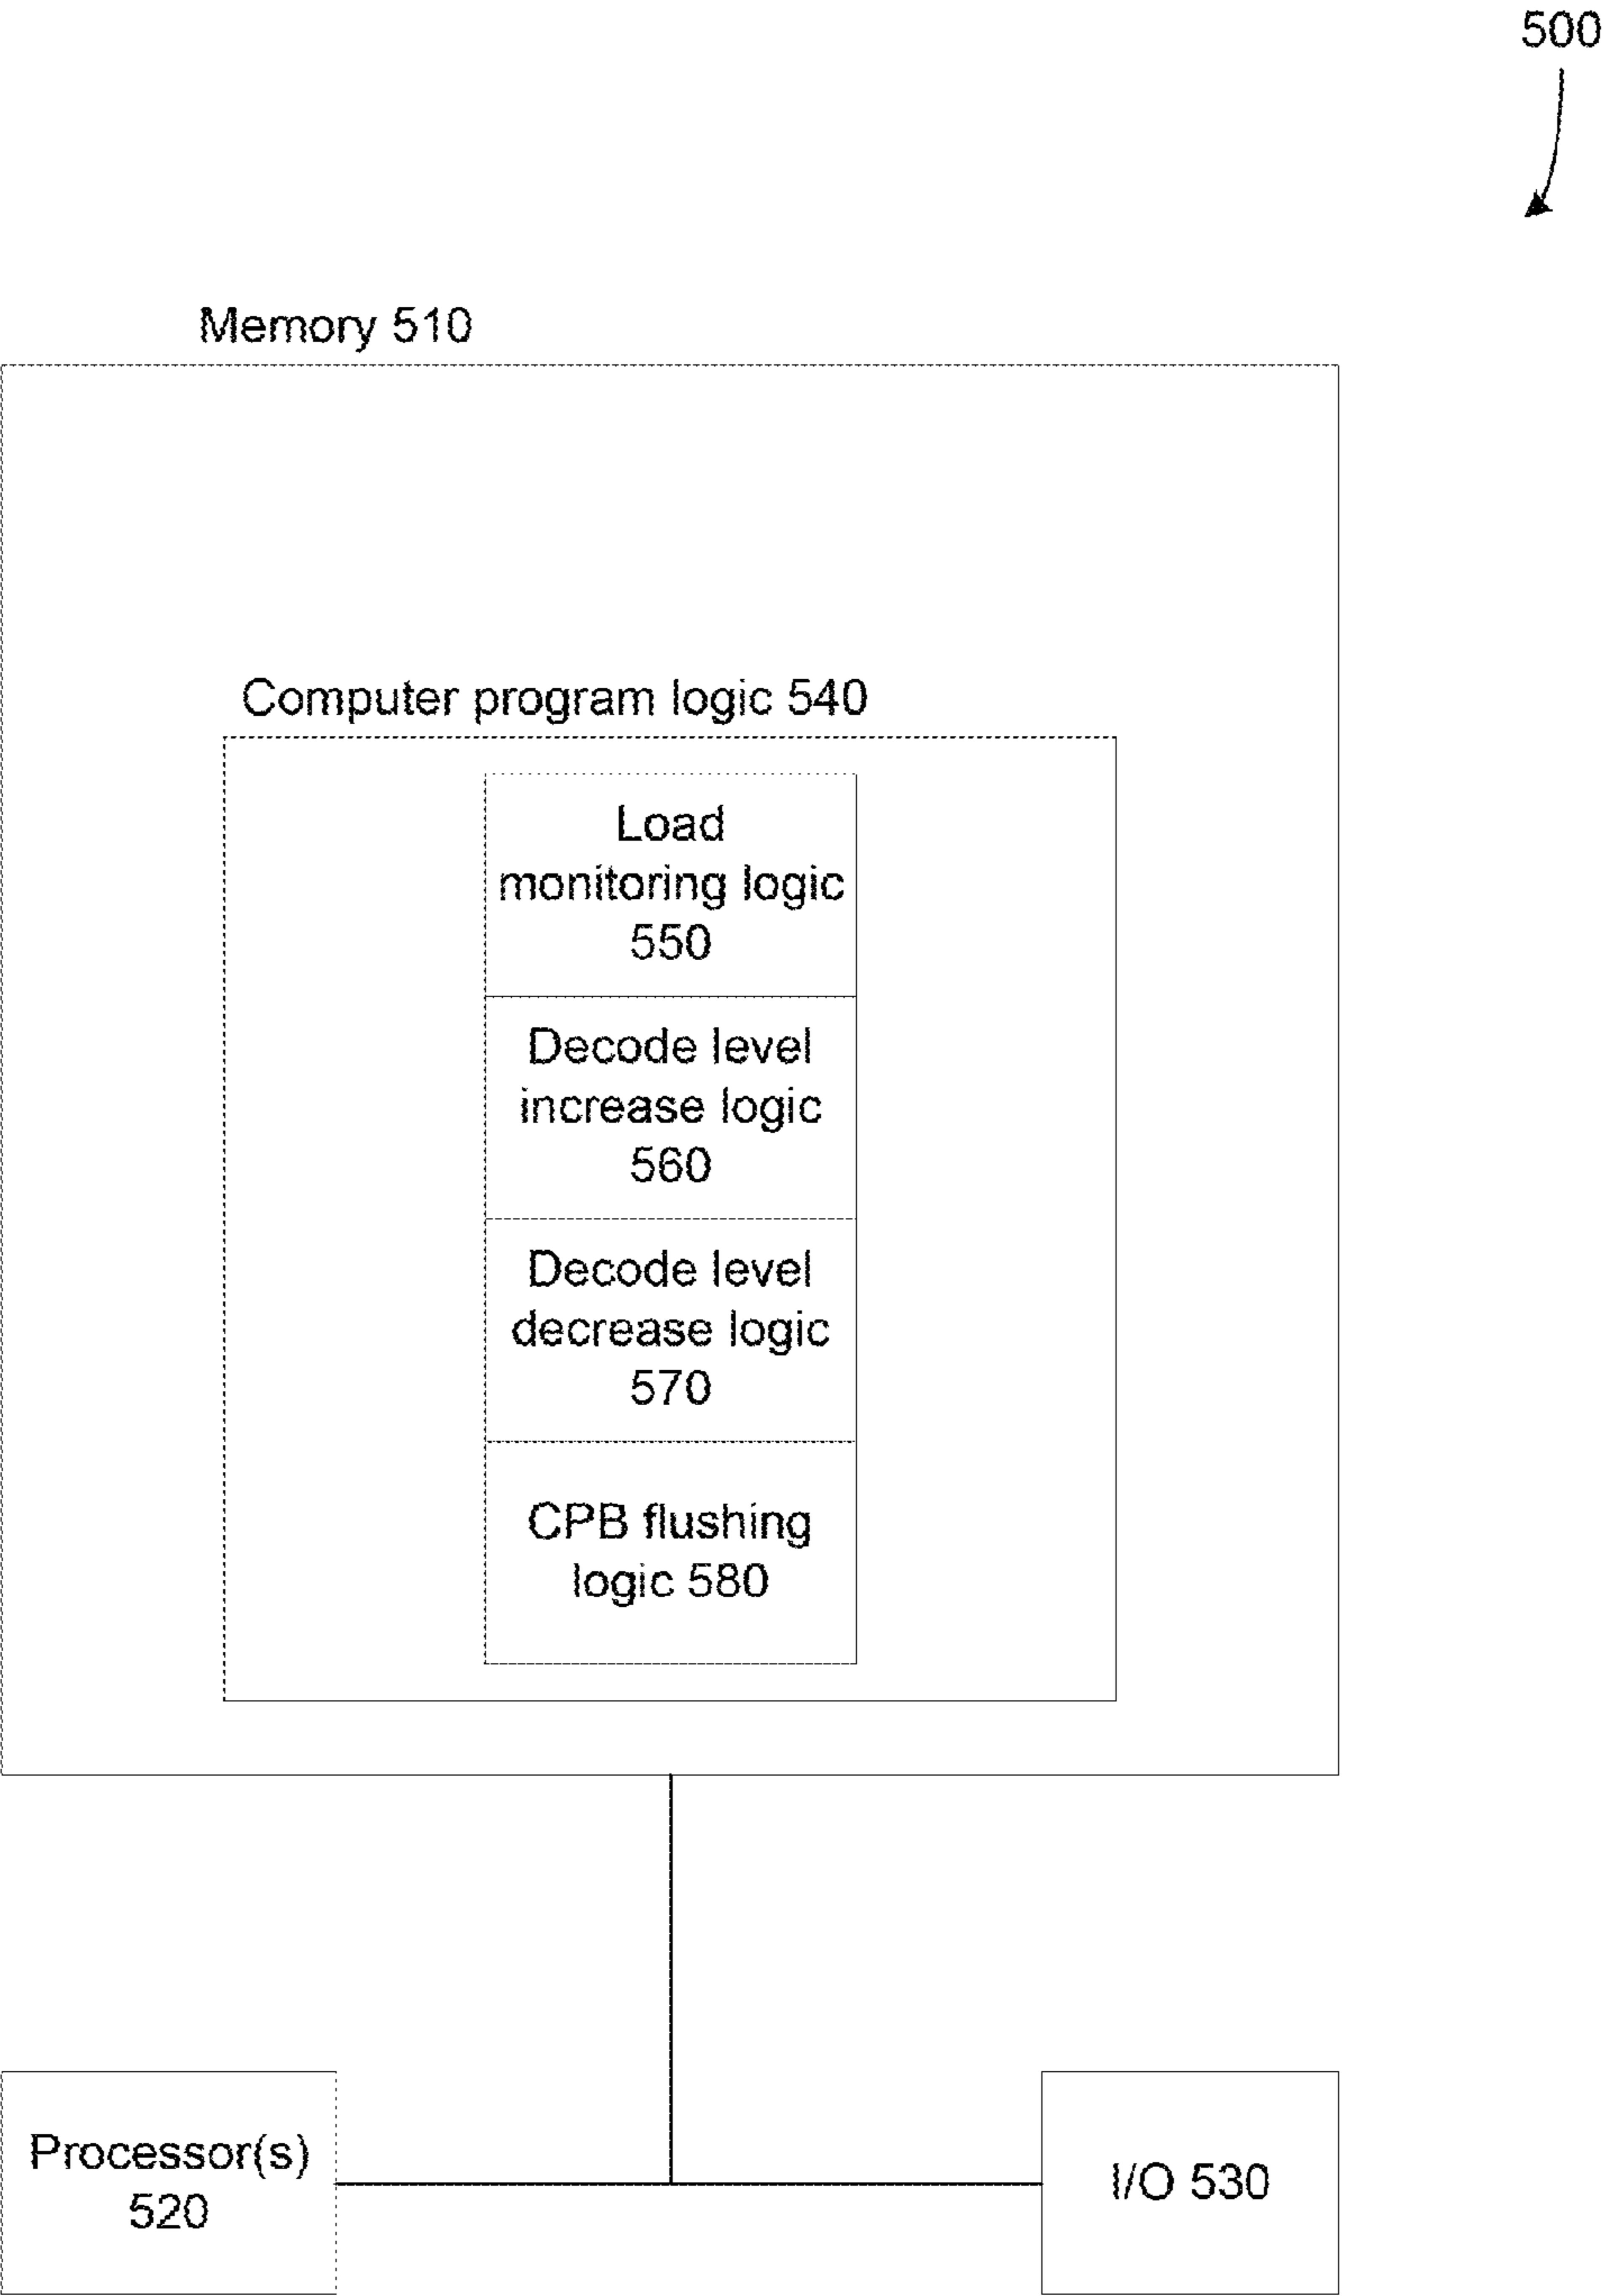 500
Memory 510
Computer program logic 540
Load
monitoring logic
550
Decode level
increase logic
560
Decode level
decrease logic
570
CPB flushing
logic 580
Processor(s)
520
I/O 530